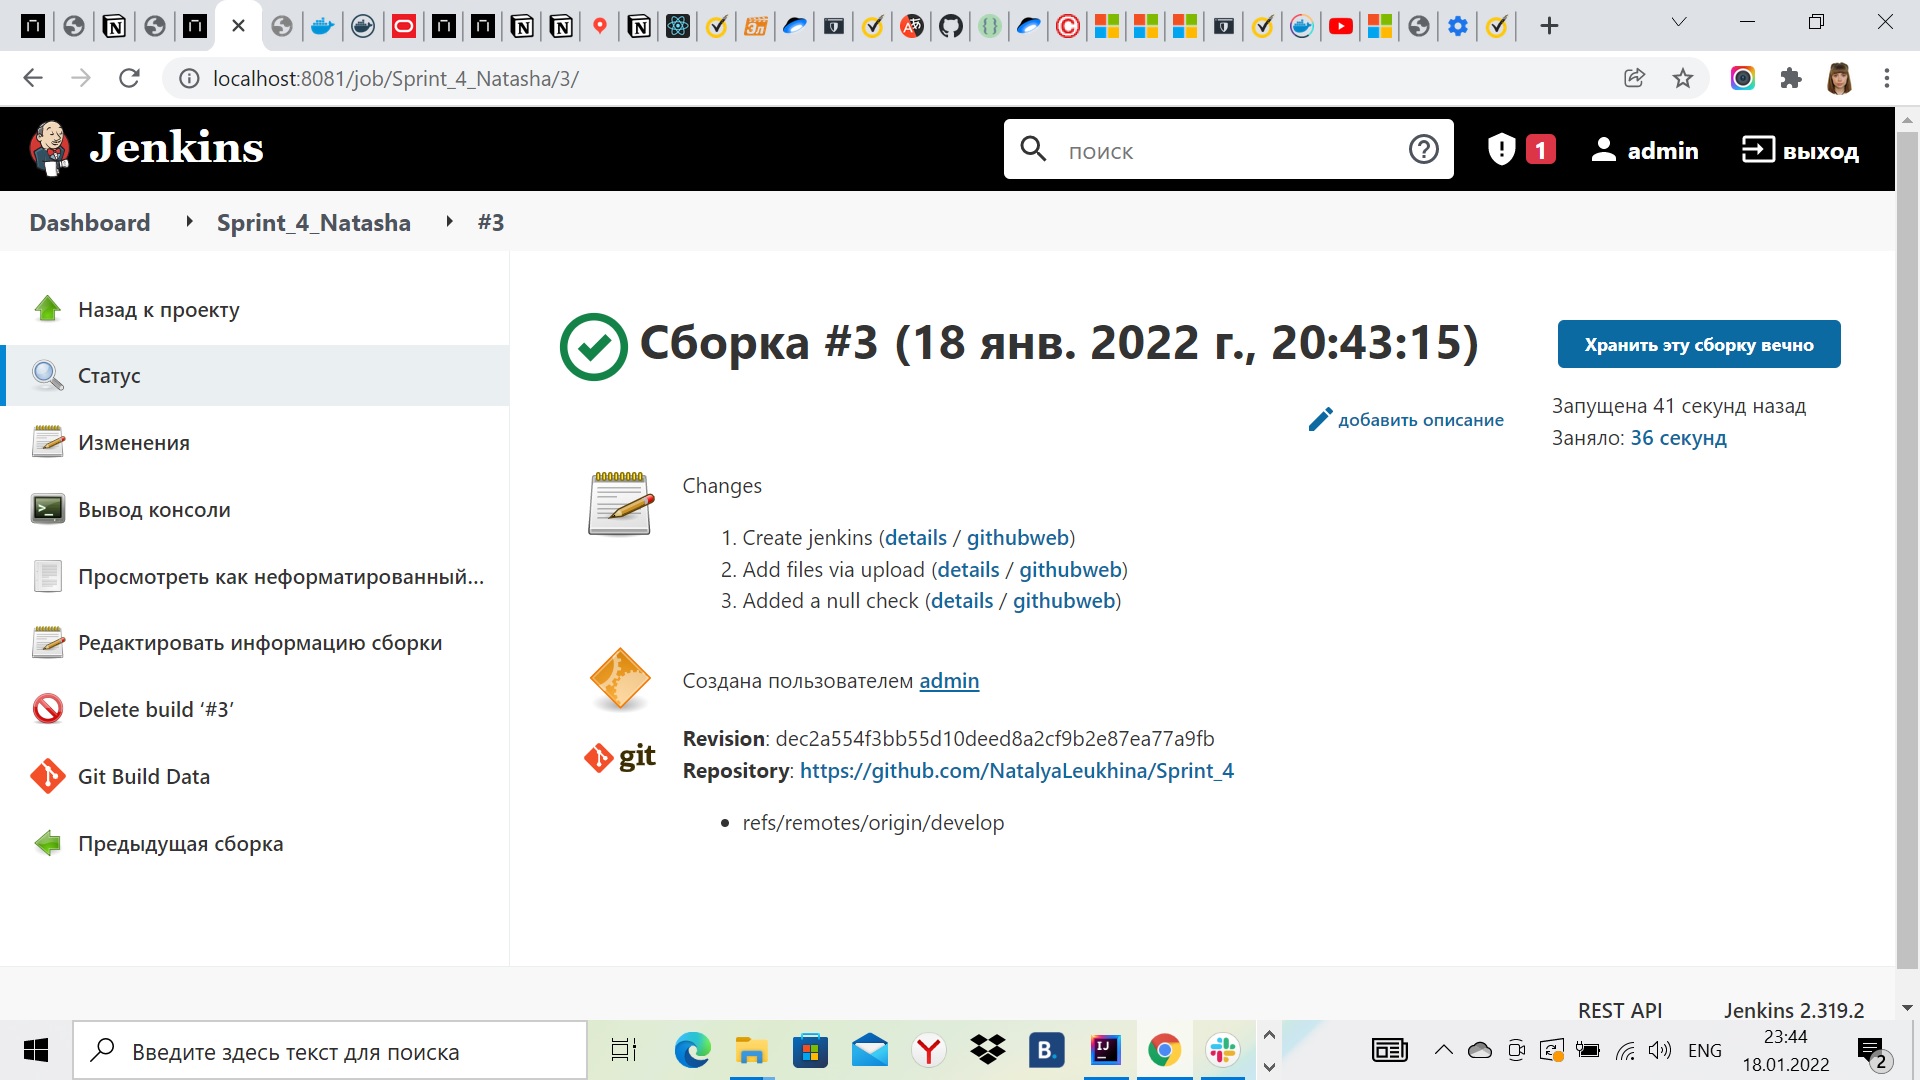 localhost:8081/job/Sprint_4_Natasha/3/
Jenkins
поиск
1
admin
выход
Dashboard
Sprint_4_Natasha
#3
Назад к проекту
Статус
Изменения
Вывод консоли
Просмотреть как неформатированный...
Редактировать информацию сборки
Delete build ‘#3’
Git Build Data
Предыдущая сборка
Сборка #3 (18 янв. 2022 г., 20:43:15)
Хранить эту сборку вечно
добавить описание
Запущена 41 секунд назад
Заняло: 36 секунд
Changes
1. Create jenkins (details / githubweb)
2. Add files via upload (details / githubweb)
3. Added a null check (details / githubweb)
Создана пользователем admin
git
Revision: dec2a554f3bb55d10deed8a2cf9b2e87ea77a9fb
Repository: https://github.com/NatalyaLeukhina/Sprint_4
refs/remotes/origin/develop
REST API
Jenkins 2.319.2
Введите здесь текст для поиска
B.
IJ
ENG
23:44
18.01.2022
2